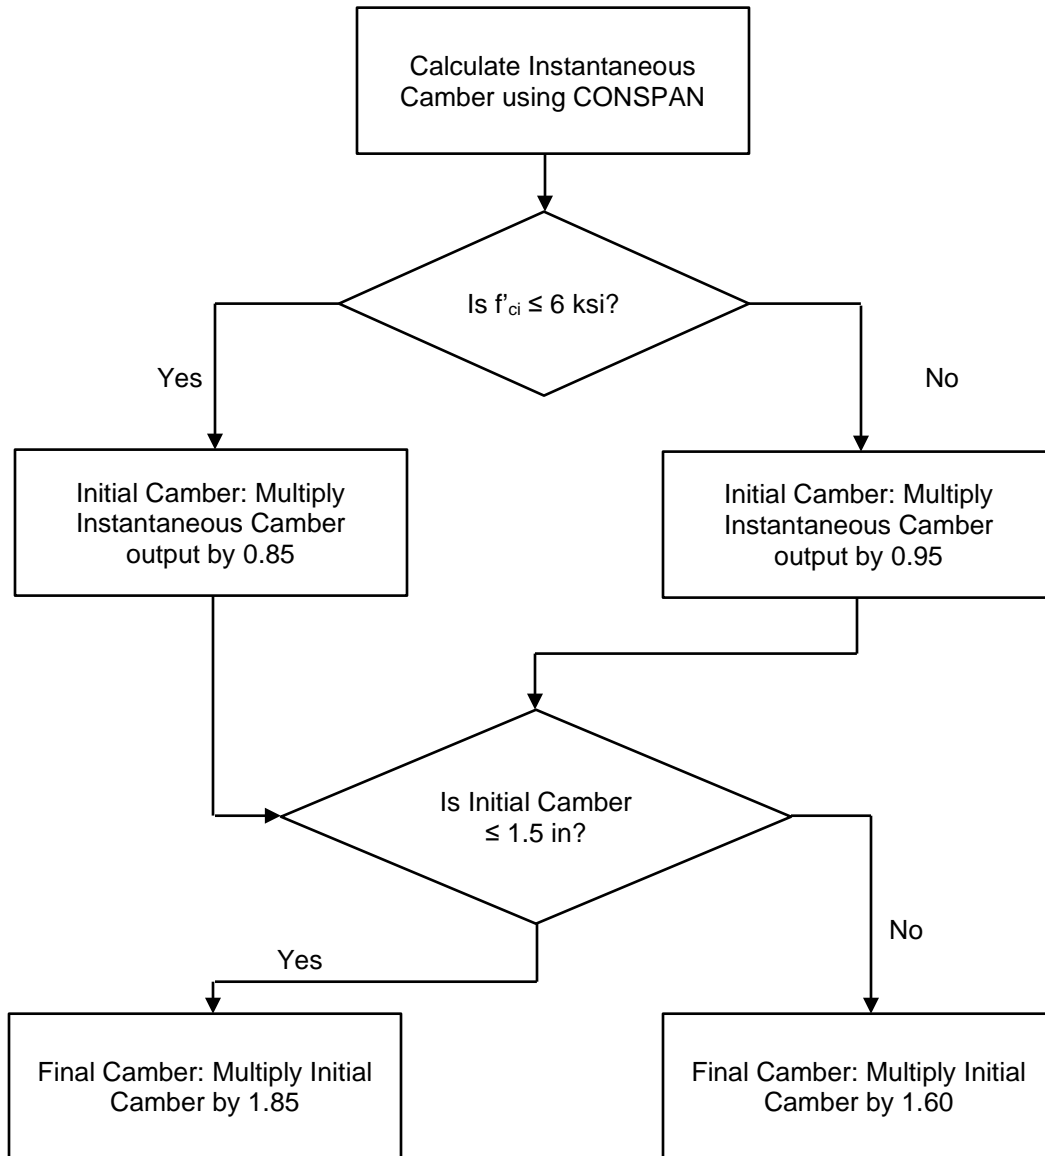 Calculate Instantaneous
Camber using CONSPAN
Is f'ci ≤ 6 ksi?
Yes
No
Initial Camber: Multiply
Instantaneous Camber
output by 0.85
Initial Camber: Multiply
Instantaneous Camber
output by 0.95
Is Initial Camber
≤ 1.5 in?
Yes
No
Final Camber: Multiply Initial
Camber by 1.85
Final Camber: Multiply Initial
Camber by 1.60